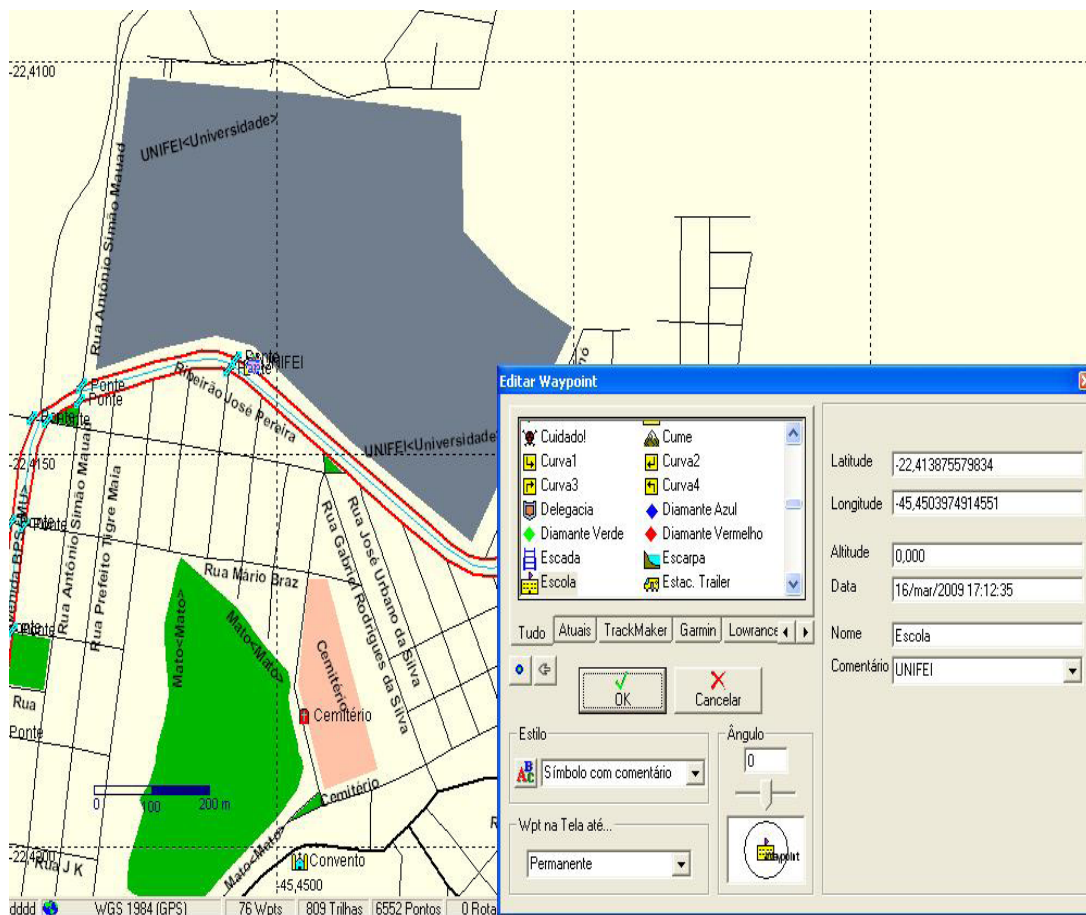 -22,4100
UNIFEI<Universidade>
Rua Antônio Simão Mauad
Ponte
UNIFEI
Ponte
Ponte
Ribeirão José Pereira
UNIFEI<Universidade>
-22,4150
Rua Antônio Simão Mauad
Rua Prefeito Tigre Maia
Rua Mário Braz
Rua Gabriel Rodrigues da Silva
Rua José Urbano da Silva
Ponte
Ponte
Mato<Mato>
Mato<Mato>
Cemitério
Cemitério
Cemitério
Rua
Ponte
0 100 200 m
Mato<Mato>
-22,4200
Rua J K
Convento
-45,4500
dddd WGS 1984 (GPS) 76 Wpts 809 Trilhas 6552 Pontos 0 Rota
Editar Waypoint
Cuidado! Cume
Curva1 Curva2
Curva3 Curva4
Delegacia Diamante Azul
Diamante Verde Diamante Vermelho
Escada Escarpa
Escola Estac. Trailer
Tudo Atuais TrackMaker Garmin Lowrance
OK Cancelar
Estilo
Símbolo com comentário
Ângulo
0
Wpt na Tela até...
Permanente
Latitude -22,413875579834
Longitude -45,4503974914551
Altitude 0,000
Data 16/mar/2009 17:12:35
Nome Escola
Comentário UNIFEI